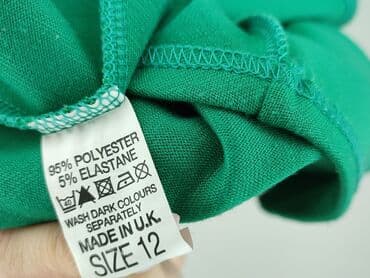 95% POLYESTER
5% ELASTANE
WASH DARK COLOURS
SEPARATELY
MADE IN U.K.
SIZE 12